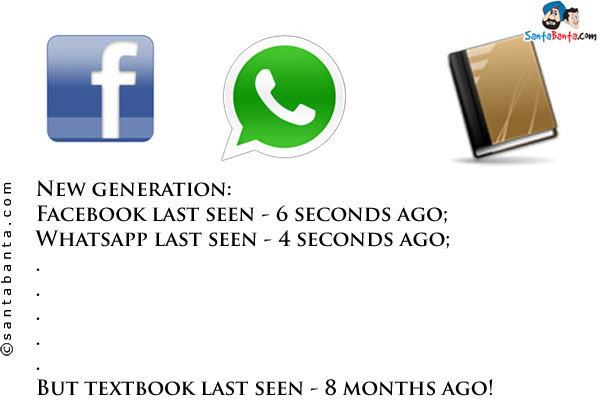 SantaBanta.com
New generation:
Facebook last seen - 6 seconds ago;
Whatsapp last seen - 4 seconds ago;
.
.
.
.
.
But textbook last seen - 8 months ago!
©santabanta.com